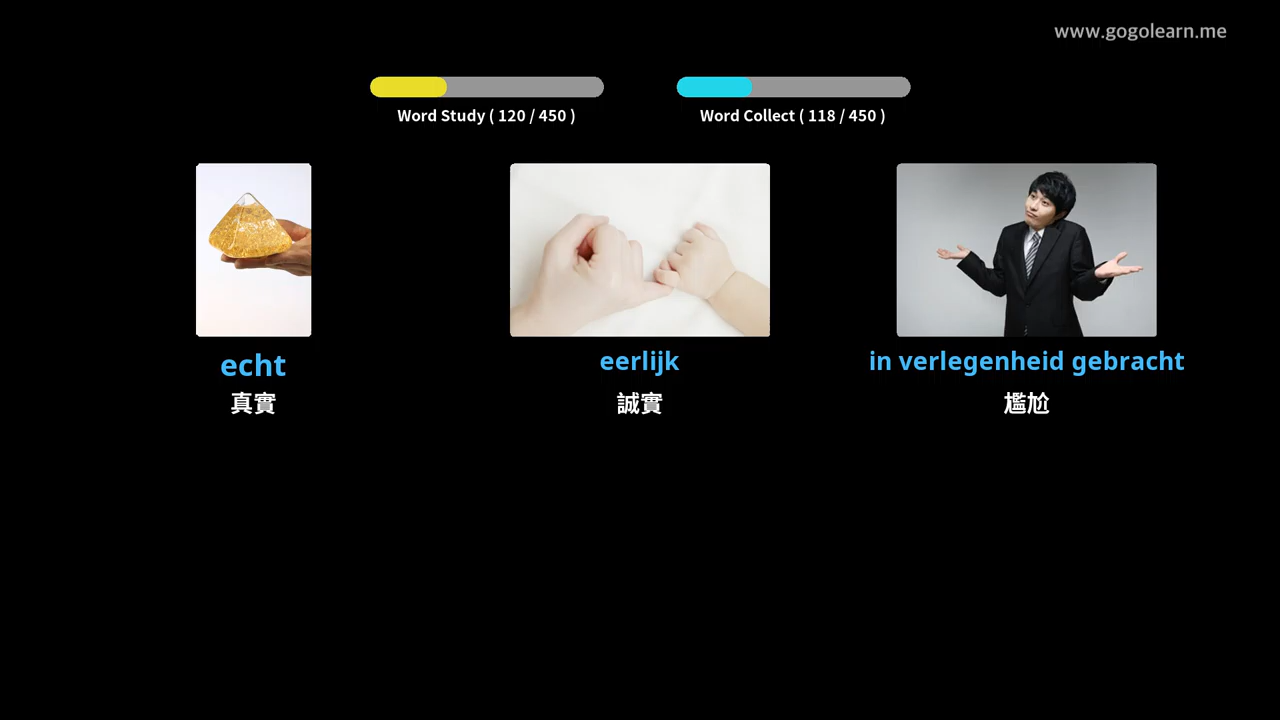 www.gogolearn.me
Word Study ( 120 / 450 )
Word Collect ( 118 / 450 )
echt
eerlijk
in verlegenheid gebracht
真實
誠實
尷尬